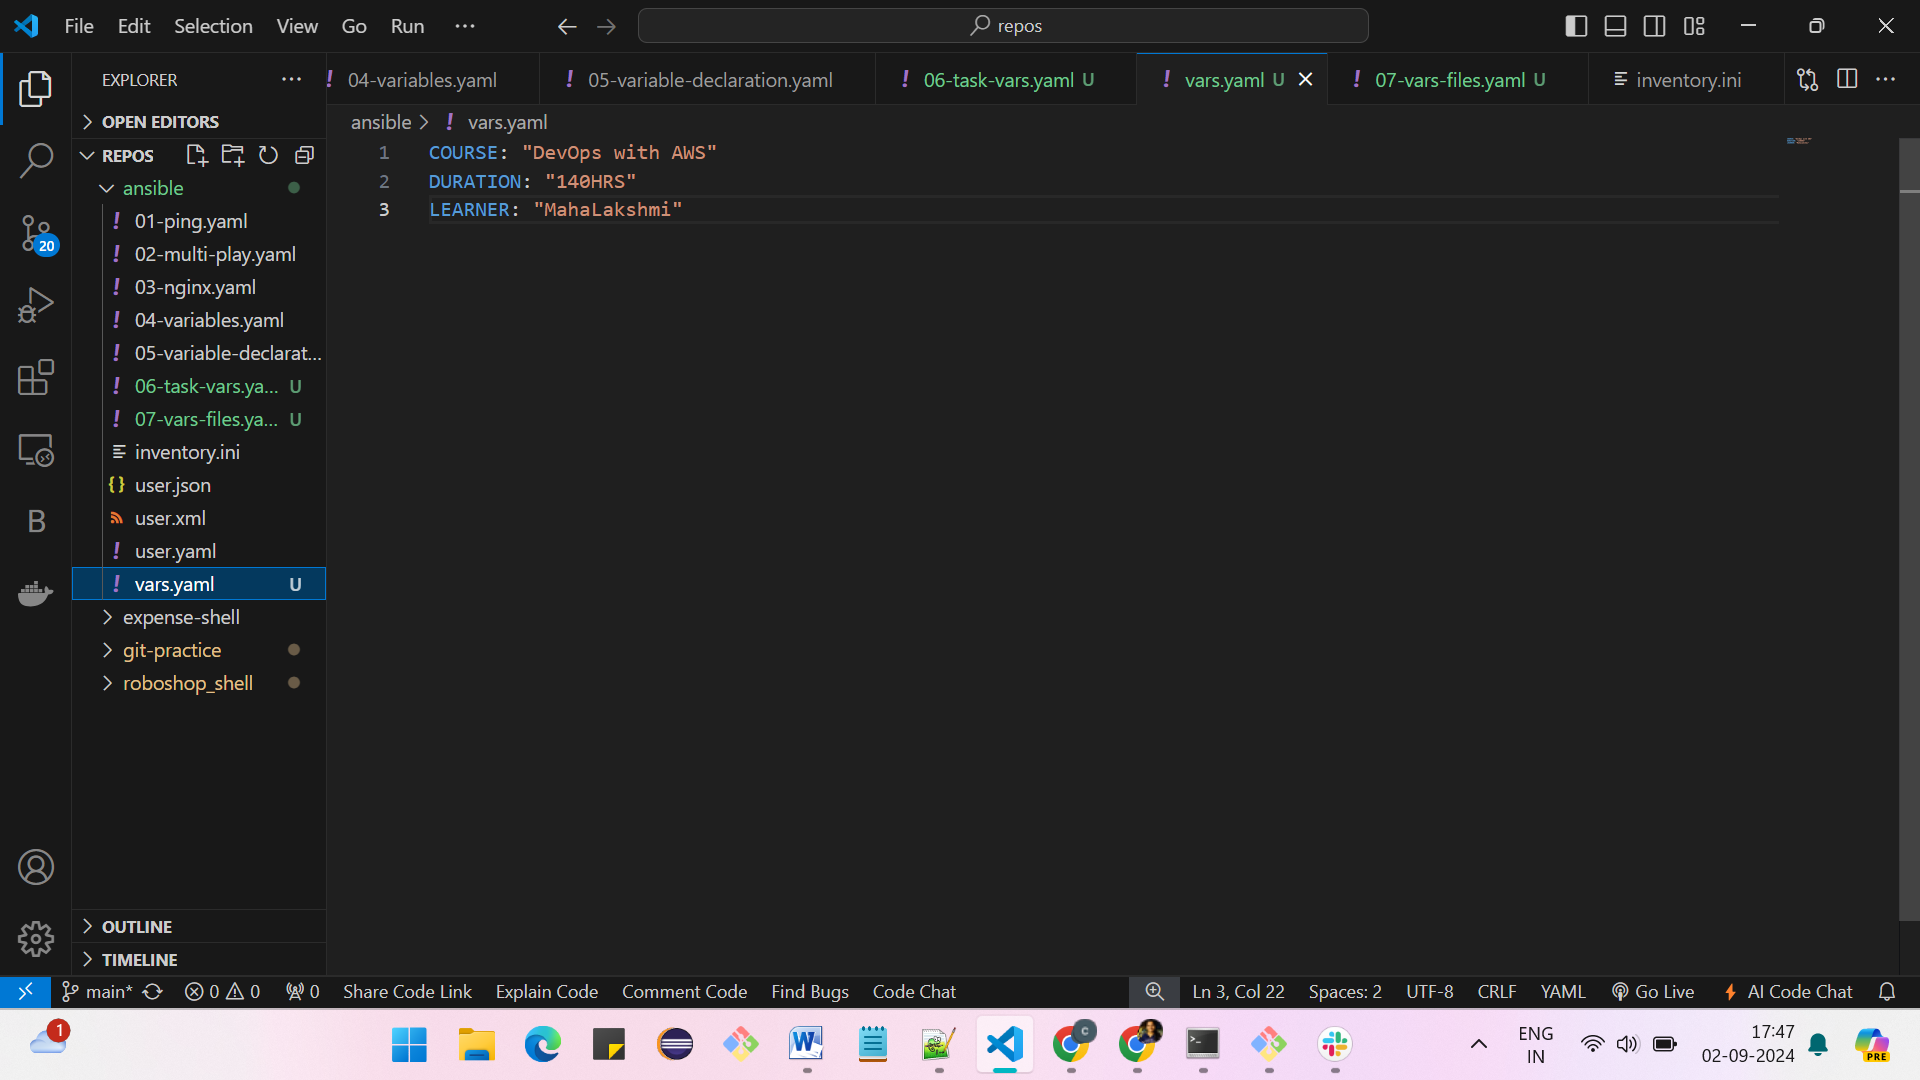 File Edit Selection View Go Run ···
repos
EXPLORER ···
04-variables.yaml
05-variable-declaration.yaml
06-task-vars.yaml U
vars.yaml U
07-vars-files.yaml U
inventory.ini
ansible > vars.yaml
OPEN EDITORS
REPOS
ansible
01-ping.yaml
02-multi-play.yaml
03-nginx.yaml
04-variables.yaml
05-variable-declarat...
06-task-vars.ya... U
07-vars-files.ya... U
inventory.ini
user.json
user.xml
user.yaml
vars.yaml U
expense-shell
git-practice
roboshop_shell
OUTLINE
TIMELINE
20
B
1 COURSE: "DevOps with AWS"
2 DURATION: "140HRS"
3 LEARNER: "MahaLakshmi"
main* 0 0 0 Share Code Link Explain Code Comment Code Find Bugs Code Chat Ln 3, Col 22 Spaces: 2 UTF-8 CRLF YAML Go Live AI Code Chat
1
W
c
ENG
IN
17:47
02-09-2024
PRE